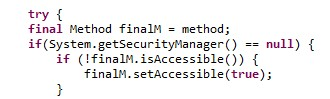 try {
final Method finalM = method;
if(System.getSecurityManager() == null) {
if (!finalM.isAccessible()) {
finalM.setAccessible(true);
}